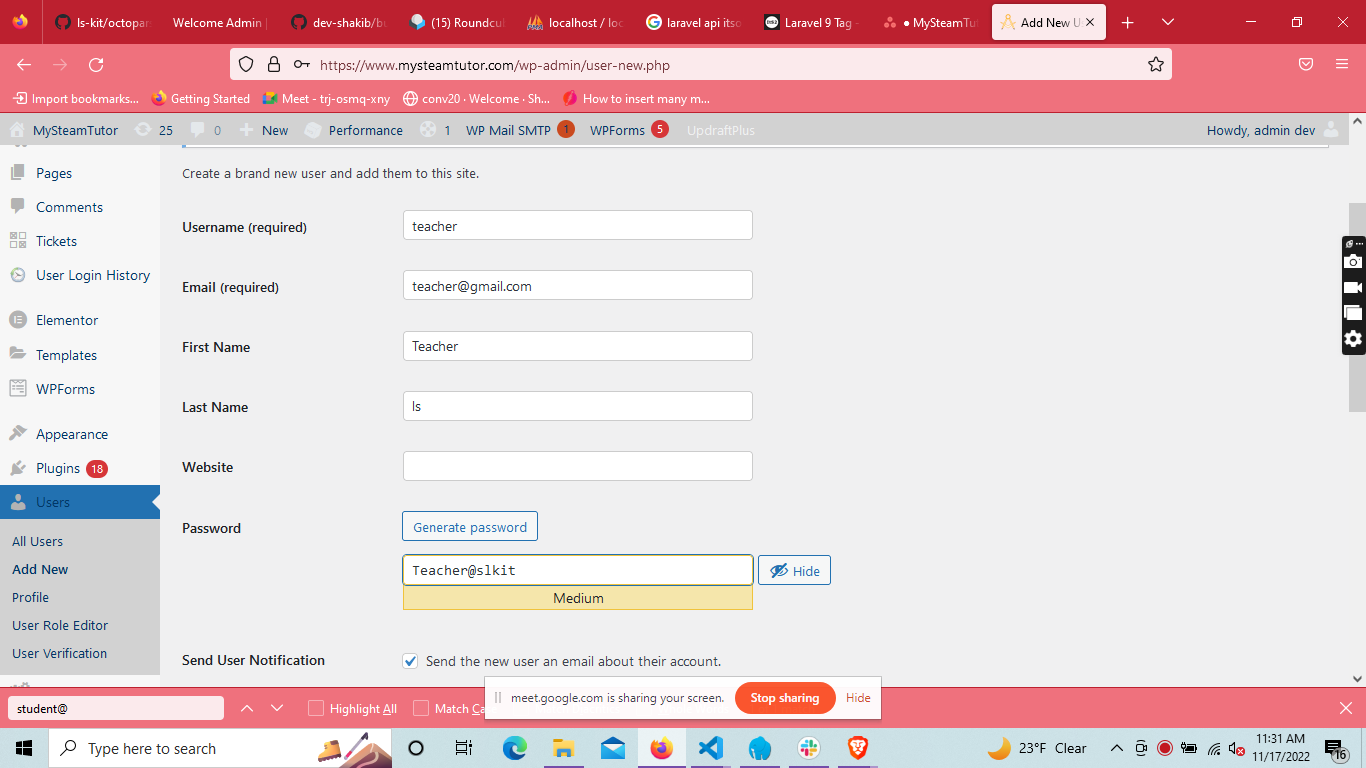 ls-kit/octopan
Welcome Admin |
dev-shakib/bu
(15) Roundcu
localhost / loc
laravel api itso
Laravel 9 Tag -
● MySteamTut
Add New U
https://www.mysteamtutor.com/wp-admin/user-new.php
Import bookmarks...
Getting Started
Meet - trj-osmq-xny
conv20 · Welcome · Sh...
How to insert many m...
MySteamTutor
25
0
New
Performance
1
WP Mail SMTP 1
WPForms 5
UpdraftPlus
Howdy, admin dev
Pages
Comments
Tickets
User Login History
Elementor
Templates
WPForms
Appearance
Plugins 18
Users
All Users
Add New
Profile
User Role Editor
User Verification
Create a brand new user and add them to this site.
Username (required)
teacher
Email (required)
teacher@gmail.com
First Name
Teacher
Last Name
ls
Website
Password
Generate password
Teacher@slkit
Hide
Medium
Send User Notification
Send the new user an email about their account.
meet.google.com is sharing your screen.
Stop sharing
Hide
student@
Highlight All
Match Ca
Type here to search
23°F Clear
11:31 AM
11/17/2022
16